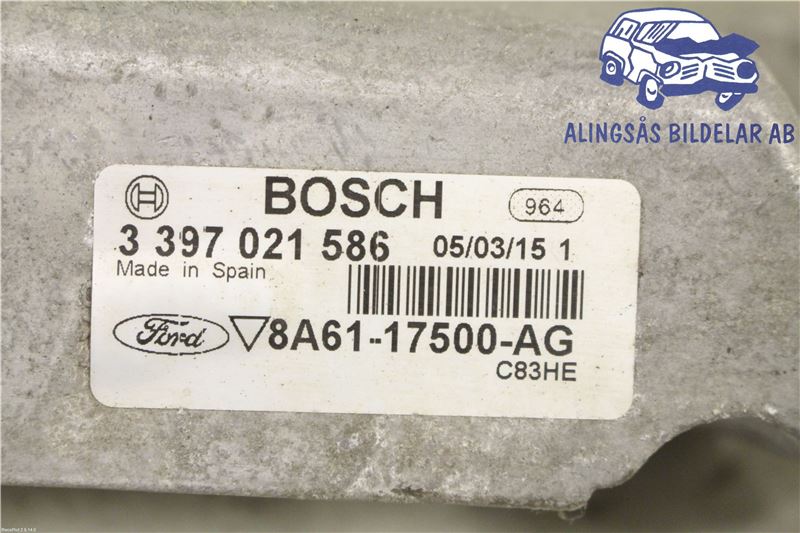 ALINGSÅS BILDELAR AB
BOSCH
964
3 397 021 586
05/03/15 1
Made in Spain
Ford
8A61-17500-AG
C83HE